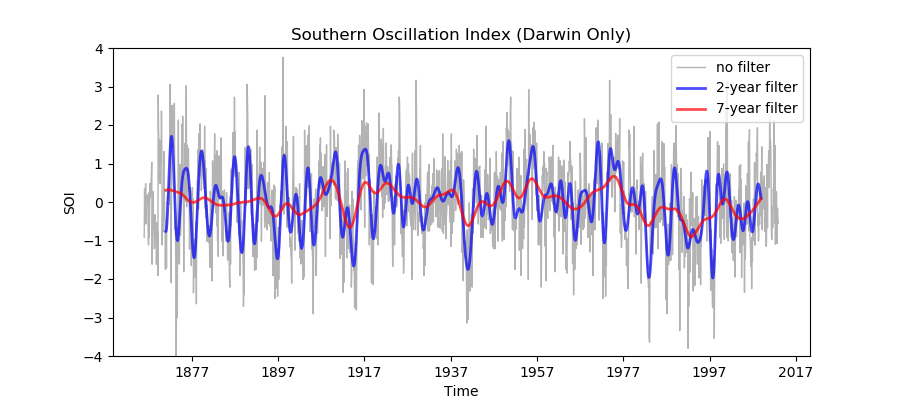 Southern Oscillation Index (Darwin Only)
4
3
2
1
0
−1
−2
−3
−4
SOI
no filter
2-year filter
7-year filter
1877 1897 1917 1937 1957 1977 1997 2017
Time